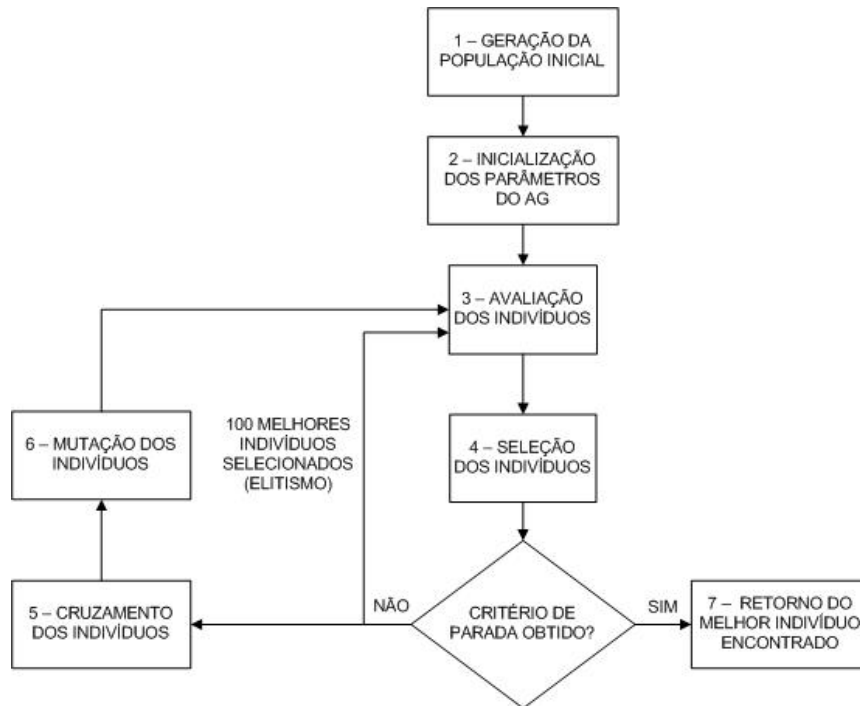 1 – GERAÇÃO DA
POPULAÇÃO INICIAL
2 – INICIALIZAÇÃO
DOS PARÂMETROS
DO AG
3 – AVALIAÇÃO
DOS INDIVÍDUOS
4 – SELEÇÃO
DOS INDIVÍDUOS
100 MELHORES
INDIVÍDUOS
SELECIONADOS
(ELITISMO)
6 – MUTAÇÃO DOS
INDIVÍDUOS
5 – CRUZAMENTO
DOS INDIVÍDUOS
NÃO
CRITÉRIO DE
PARADA OBTIDO?
SIM
7 – RETORNO DO
MELHOR INDIVÍDUO
ENCONTRADO